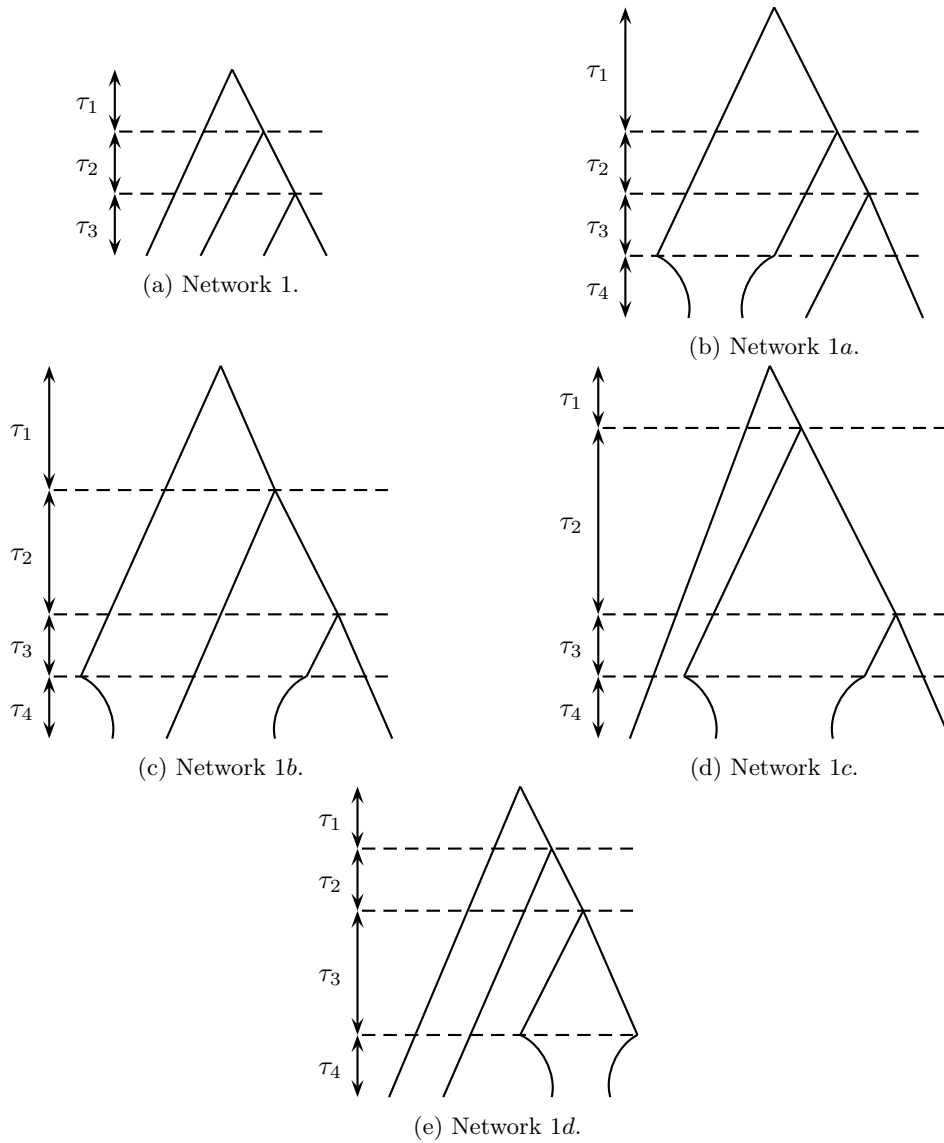 τ₁
τ₂
τ₃
(a) Network 1.
τ₁
τ₂
τ₃
τ₄
(b) Network 1a.
τ₁
τ₂
τ₃
τ₄
(c) Network 1b.
τ₁
τ₂
τ₃
τ₄
(d) Network 1c.
τ₁
τ₂
τ₃
τ₄
(e) Network 1d.